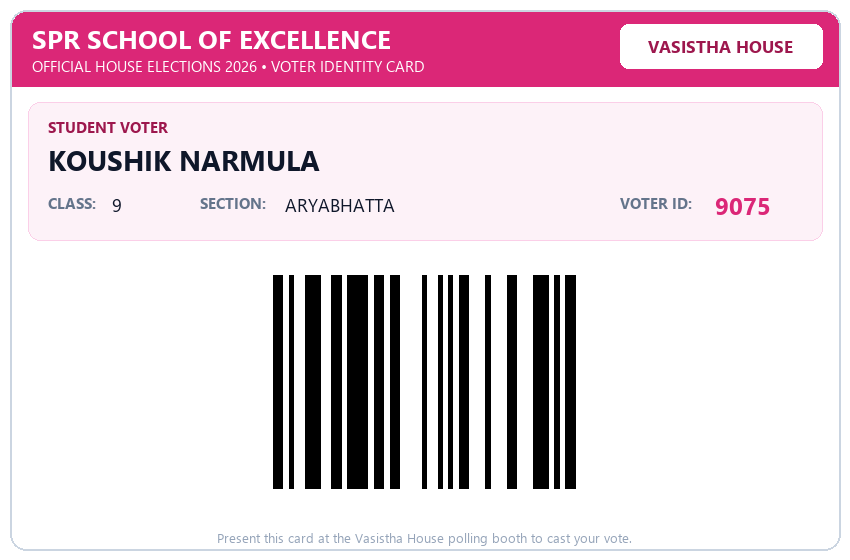 SPR SCHOOL OF EXCELLENCE
OFFICIAL HOUSE ELECTIONS 2026 • VOTER IDENTITY CARD
VASISTHA HOUSE
STUDENT VOTER
KOUSHIK NARMULA
CLASS: 9 SECTION: ARYABHATTA VOTER ID: 9075
Present this card at the Vasistha House polling booth to cast your vote.